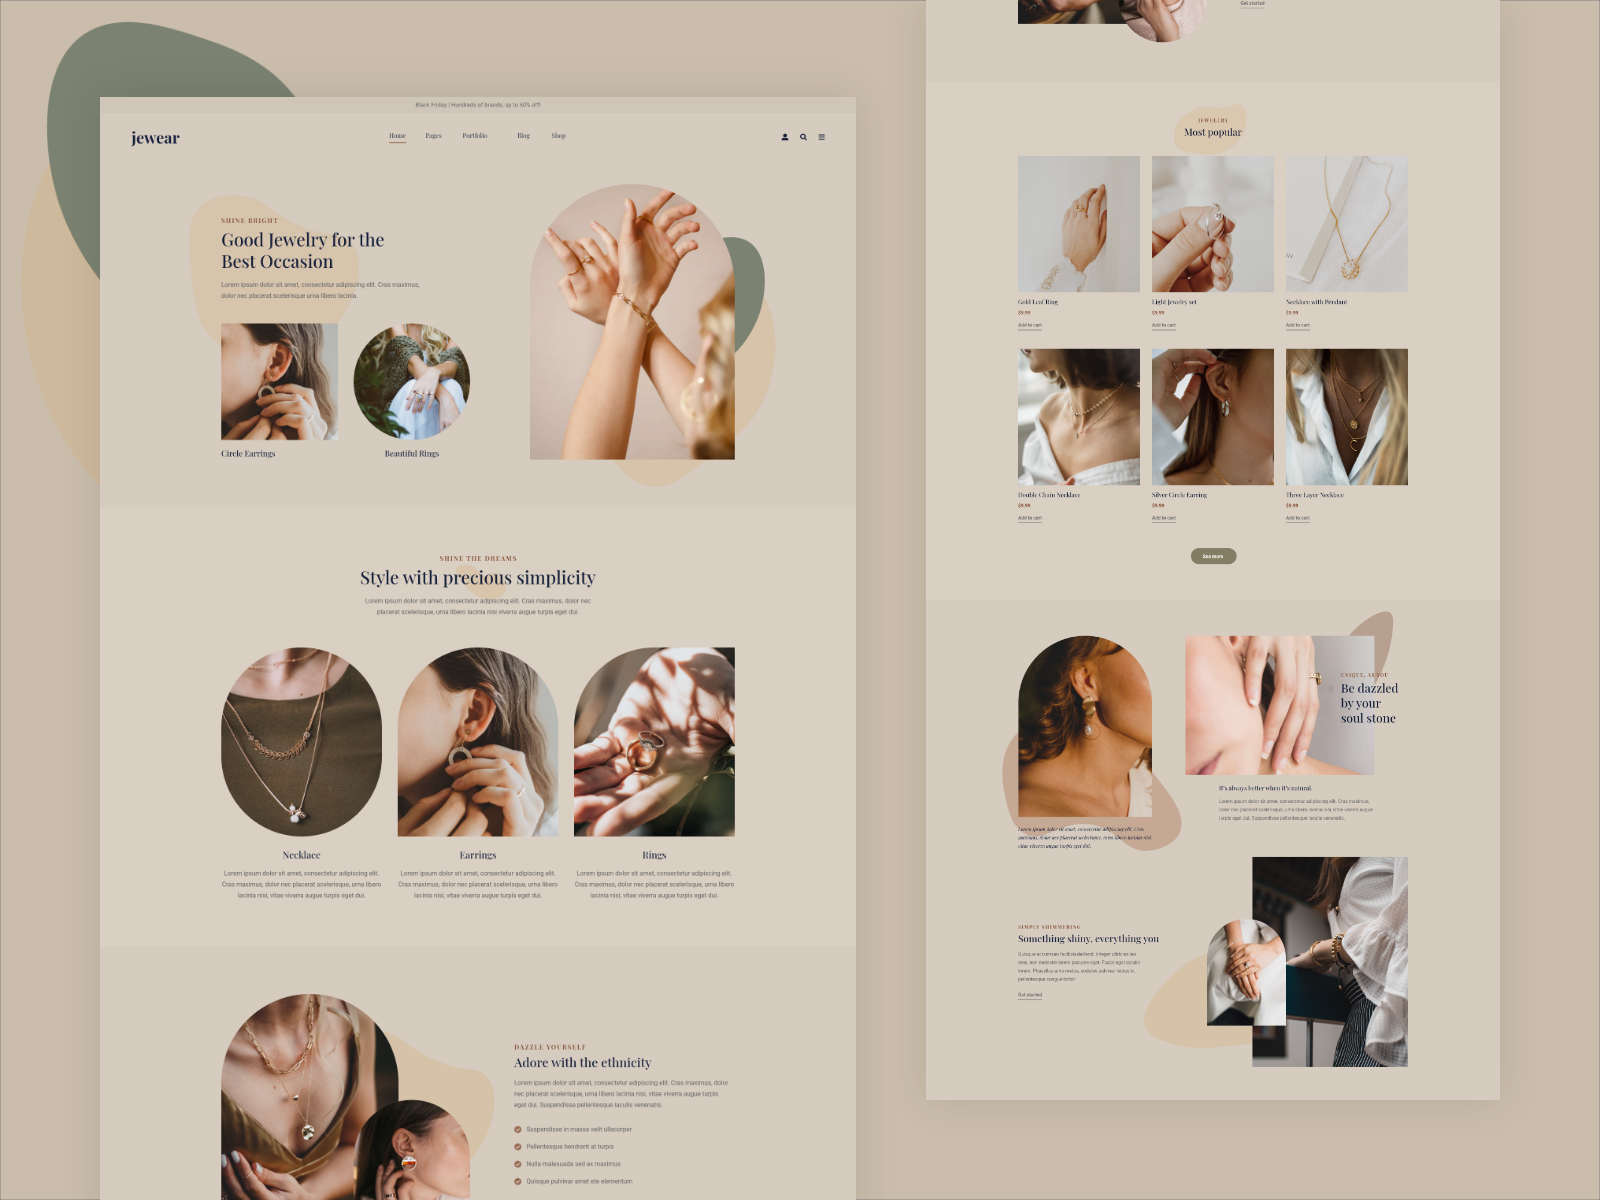 Black Friday | Hundreds of brands, up to 50% off!
jewear
Home Pages Portfolio Blog Shop
SHINE BRIGHT
Good Jewelry for the
Best Occasion
Lorem ipsum dolor sit amet, consectetur adipiscing elit. Cras maximus,
dolor nec placerat scelerisque urna libero lacinia.
Circle Earrings
Beautiful Rings
SHINE THE DREAMS
Style with precious simplicity
Lorem ipsum dolor sit amet, consectetur adipiscing elit. Cras maximus, dolor nec
placerat scelerisque, urna libero lacinia nisi viverra augue turpis eget dui.
Necklace
Lorem ipsum dolor sit amet, consectetur adipiscing elit.
Cras maximus, dolor nec placerat scelerisque, urna libero
lacinia nisi, vitae viverra augue turpis eget dui.
Earrings
Lorem ipsum dolor sit amet, consectetur adipiscing elit.
Cras maximus, dolor nec placerat scelerisque, urna libero
lacinia nisi, vitae viverra augue turpis eget dui.
Rings
Lorem ipsum dolor sit amet, consectetur adipiscing elit.
Cras maximus, dolor nec placerat scelerisque, urna libero
lacinia nisi, vitae viverra augue turpis eget dui.
DAZZLE YOURSELF
Adore with the ethnicity
Lorem ipsum dolor sit amet, consectetur adipiscing elit. Cras maximus, dolor
nec placerat scelerisque, urna libero lacinia nisi viverra augue turpis
eget dui. Suspendisse pellentesque iaculis venenatis.
Suspendisse in massa velit ullacorper
Pellentesque hendrerit at turpis
Nulla malesuada sed ex maximus
Quisque pulvinar amet ete elementum
Get started
JEWELRY
Most popular
Gold Leaf Ring
$9.99
Add to cart
Light Jewelry set
$9.99
Add to cart
Necklace with Pendant
$9.99
Add to cart
Double Chain Necklace
$9.99
Add to cart
Silver Circle Earring
$9.99
Add to cart
Three Layer Necklace
$9.99
Add to cart
See more
Lorem ipsum dolor sit amet, consectetur adipiscing elit. Cras
maximus, dolor nec placerat scelerisque, urna libero lacinia nisi,
vitae viverra augue turpis eget dui.
UNIQUE, AS YOU
Be dazzled
by your
soul stone
It's always better when it's natural.
Lorem ipsum dolor sit amet, consectetur adipiscing elit. Cras maximus,
dolor nec placerat scelerisque, urna libero lacinia nisi, vitae viverra augue
turpis eget dui. Suspendisse pellentesque iaculis venenatis.
SIMPLY SHIMMERING
Something shiny, everything you
Quisque accumsan facilisis eleifend. Integer ultrices leo
eros, non molestie lorem posuere eget. Fusce eget iaculis
lorem. Phasellus ante metus, sodales pulvinar lectus in,
pellentesque congue tortor
Get started